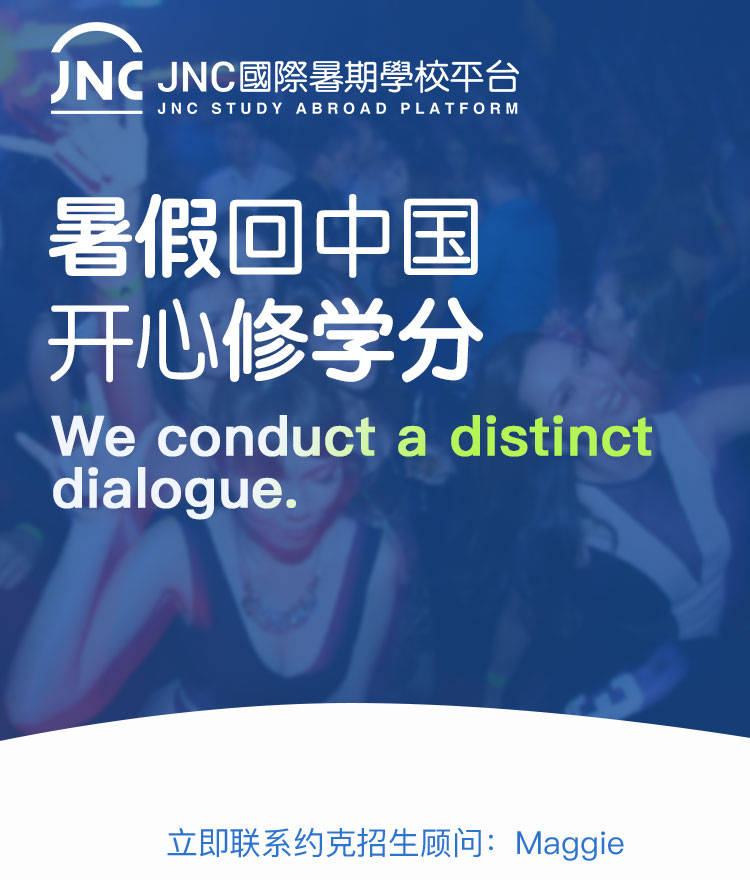 JNC JNC國際暑期學校平台
JNC STUDY ABROAD PLATFORM
暑假回中国
开心修学分
We conduct a distinct
dialogue.
立即联系约克招生顾问：Maggie